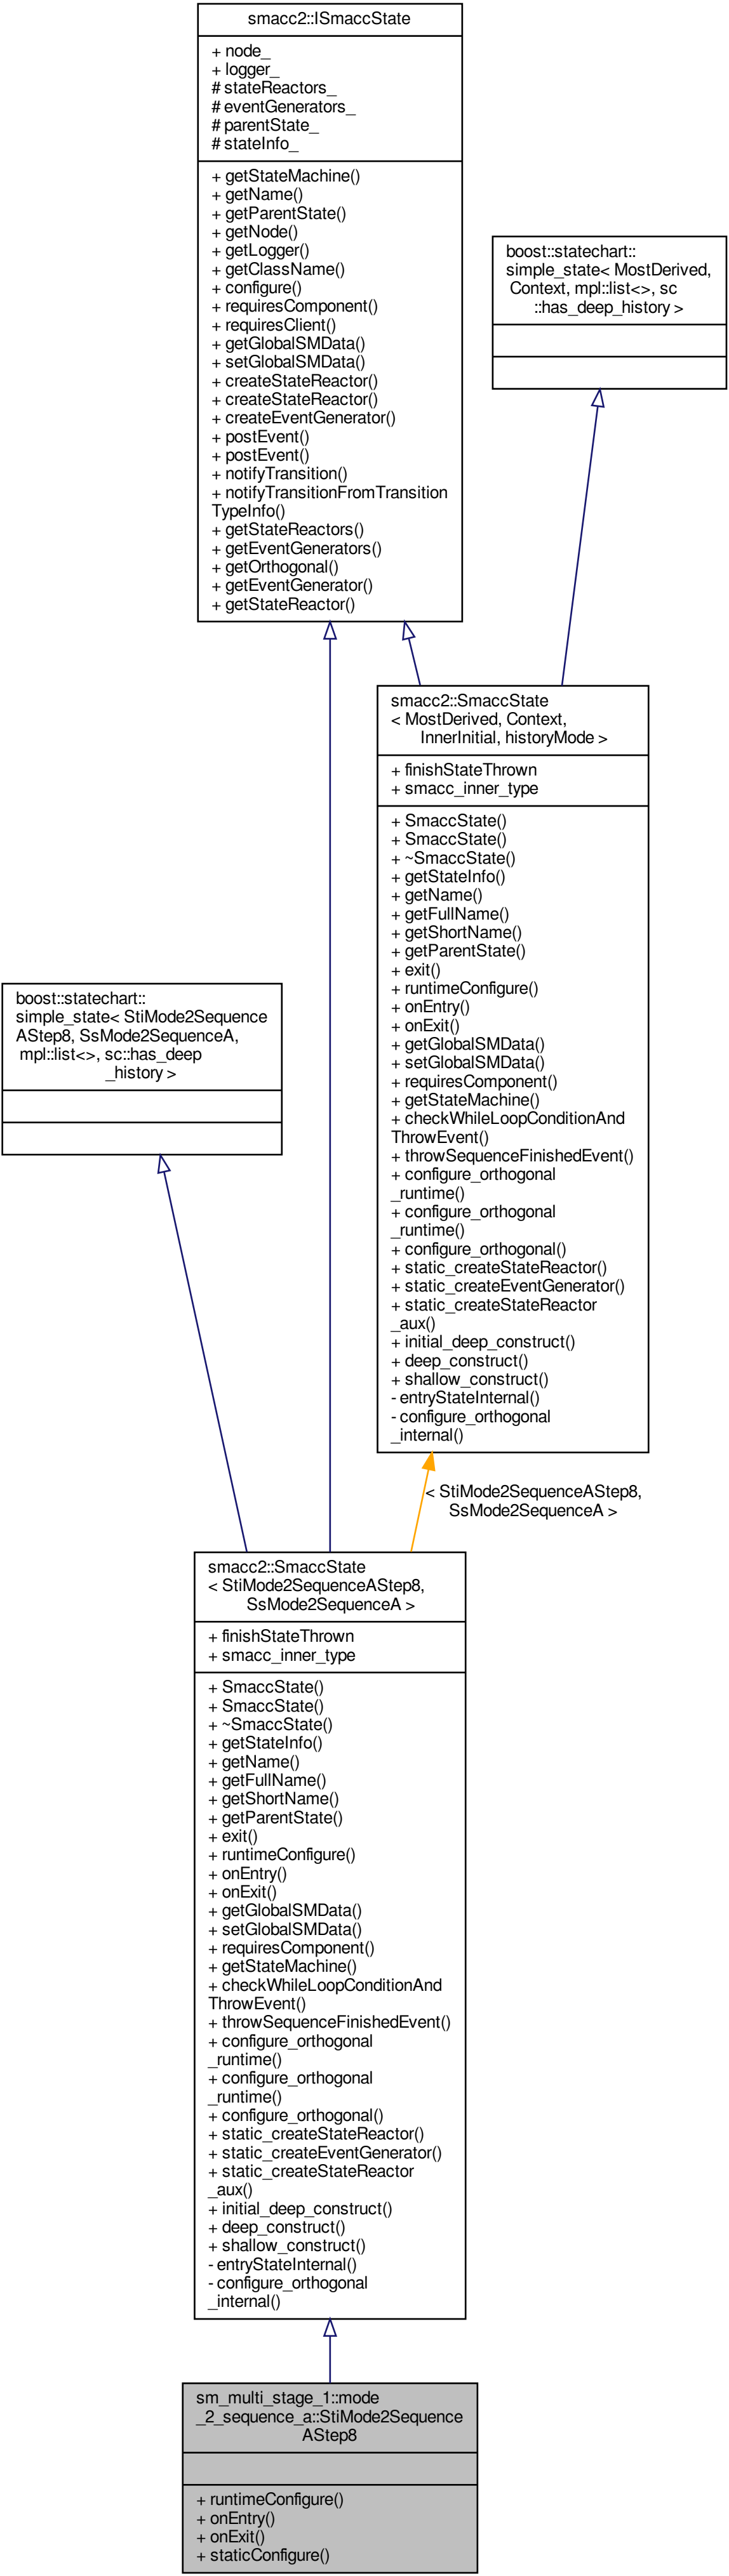 smacc2::ISmaccState
+ node_
+ logger_
# stateReactors_
# eventGenerators_
# parentState_
# stateInfo_
+ getStateMachine()
+ getName()
+ getParentState()
+ getNode()
+ getLogger()
+ getClassName()
+ configure()
+ requiresComponent()
+ requiresClient()
+ getGlobalSMData()
+ setGlobalSMData()
+ createStateReactor()
+ createStateReactor()
+ createEventGenerator()
+ postEvent()
+ postEvent()
+ notifyTransition()
+ notifyTransitionFromTransition
TypeInfo()
+ getStateReactors()
+ getEventGenerators()
+ getOrthogonal()
+ getEventGenerator()
+ getStateReactor()
boost::statechart::
simple_state< MostDerived,
Context, mpl::list<>, sc
::has_deep_history >
smacc2::SmaccState
< MostDerived, Context,
InnerInitial, historyMode >
+ finishStateThrown
+ smacc_inner_type
+ SmaccState()
+ SmaccState()
+ ~SmaccState()
+ getStateInfo()
+ getName()
+ getFullName()
+ getShortName()
+ getParentState()
+ exit()
+ runtimeConfigure()
+ onEntry()
+ onExit()
+ getGlobalSMData()
+ setGlobalSMData()
+ requiresComponent()
+ getStateMachine()
+ checkWhileLoopConditionAnd
ThrowEvent()
+ throwSequenceFinishedEvent()
+ configure_orthogonal
_runtime()
+ configure_orthogonal
_runtime()
+ configure_orthogonal()
+ static_createStateReactor()
+ static_createEventGenerator()
+ static_createStateReactor
_aux()
+ initial_deep_construct()
+ deep_construct()
+ shallow_construct()
- entryStateInternal()
- configure_orthogonal
_internal()
boost::statechart::
simple_state< StiMode2Sequence
AStep8, SsMode2SequenceA,
mpl::list<>, sc::has_deep
_history >
< StiMode2SequenceAStep8,
SsMode2SequenceA >
smacc2::SmaccState
< StiMode2SequenceAStep8,
SsMode2SequenceA >
+ finishStateThrown
+ smacc_inner_type
+ SmaccState()
+ SmaccState()
+ ~SmaccState()
+ getStateInfo()
+ getName()
+ getFullName()
+ getShortName()
+ getParentState()
+ exit()
+ runtimeConfigure()
+ onEntry()
+ onExit()
+ getGlobalSMData()
+ setGlobalSMData()
+ requiresComponent()
+ getStateMachine()
+ checkWhileLoopConditionAnd
ThrowEvent()
+ throwSequenceFinishedEvent()
+ configure_orthogonal
_runtime()
+ configure_orthogonal
_runtime()
+ configure_orthogonal()
+ static_createStateReactor()
+ static_createEventGenerator()
+ static_createStateReactor
_aux()
+ initial_deep_construct()
+ deep_construct()
+ shallow_construct()
- entryStateInternal()
- configure_orthogonal
_internal()
sm_multi_stage_1::mode
_2_sequence_a::StiMode2Sequence
AStep8
+ runtimeConfigure()
+ onEntry()
+ onExit()
+ staticConfigure()